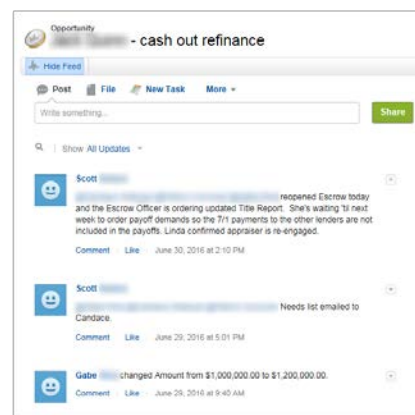 Opportunity
- cash out refinance
Hide Feed
Post File New Task More
Write something...
Share
Show All Updates
Scott
reopened Escrow today
and the Escrow Officer is ordering updated Title Report. She's waiting 'til next
week to order payoff demands so the 7/1 payments to the other lenders are not
included in the payoffs. Linda confirmed appraiser is re-engaged.
Comment · Like · June 30, 2016 at 2:10 PM
Scott
Needs list emailed to
Candace.
Comment · Like · June 29, 2016 at 5:01 PM
Gabe changed Amount from $1,000,000.00 to $1,200,000.00.
Comment · Like · June 29, 2016 at 9:40 AM